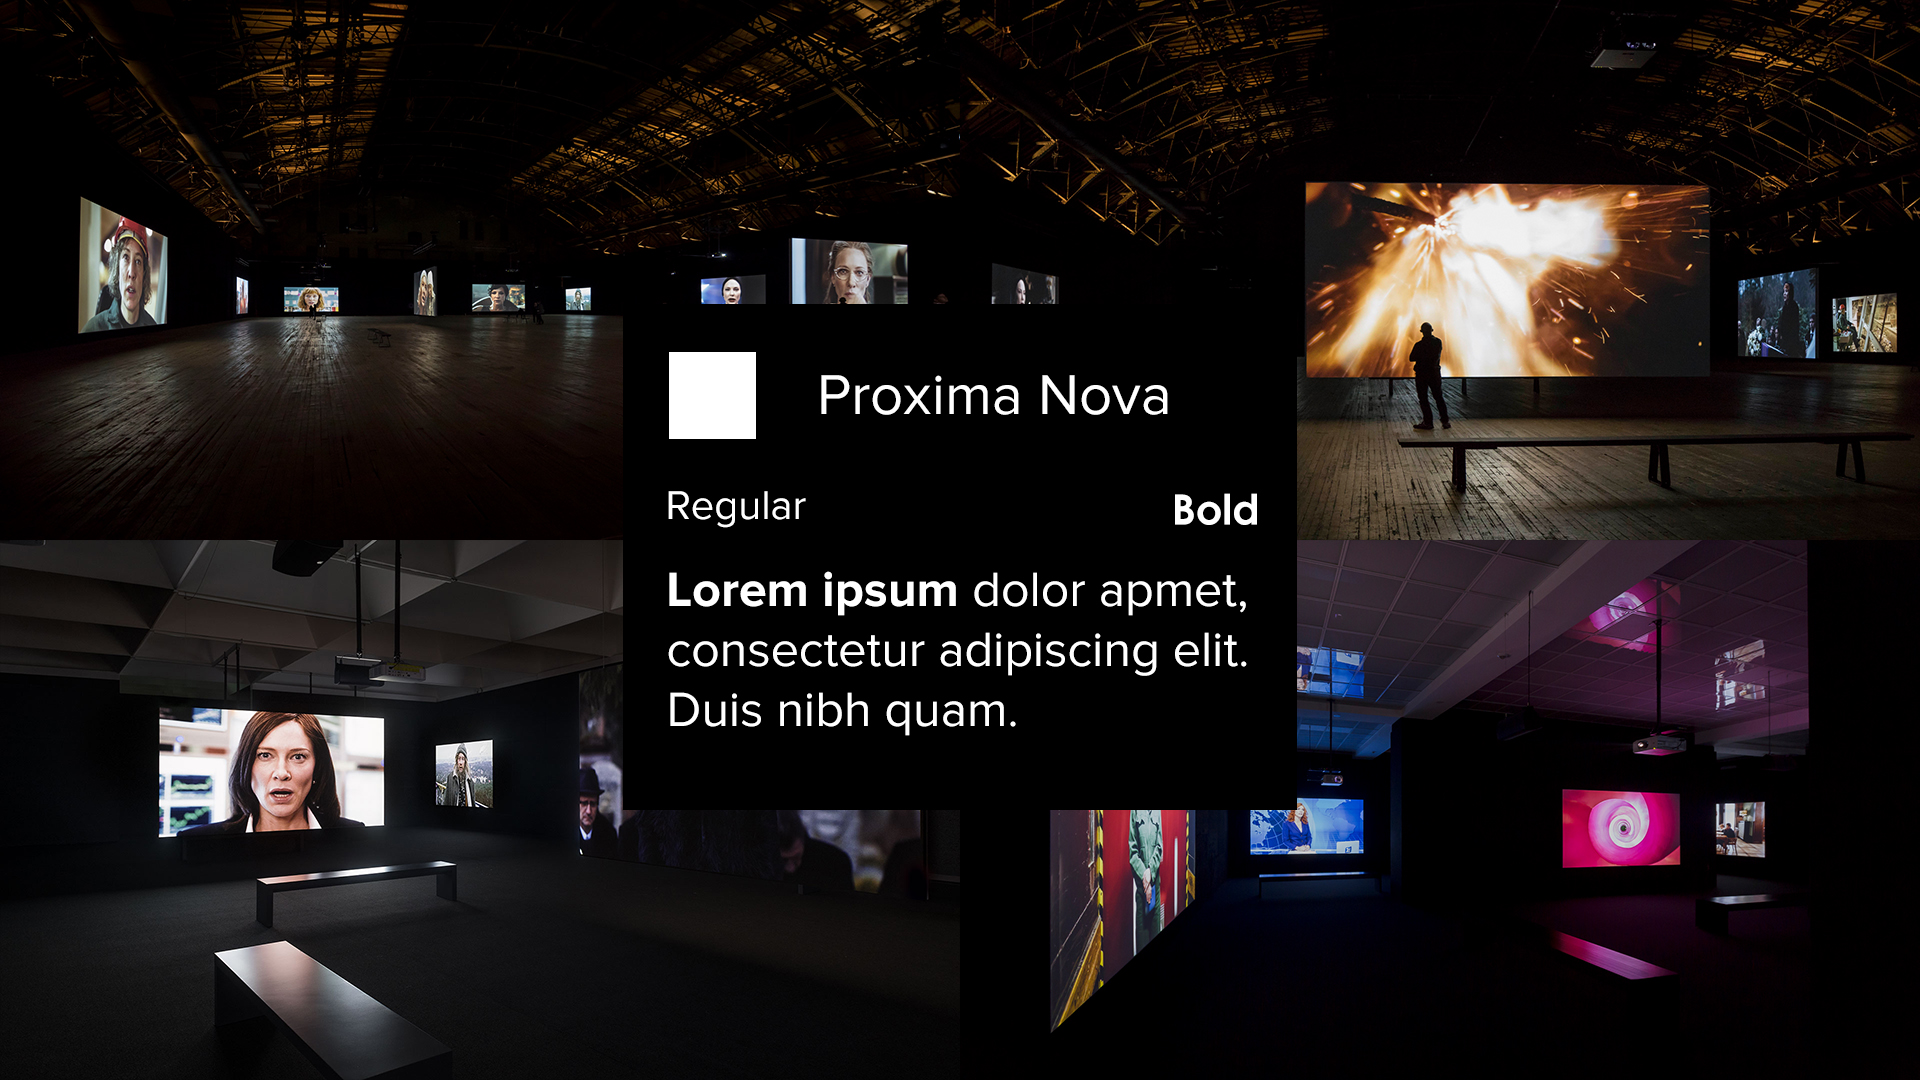 Proxima Nova
Regular
Bold
Lorem ipsum dolor apmet,
consectetur adipiscing elit.
Duis nibh quam.